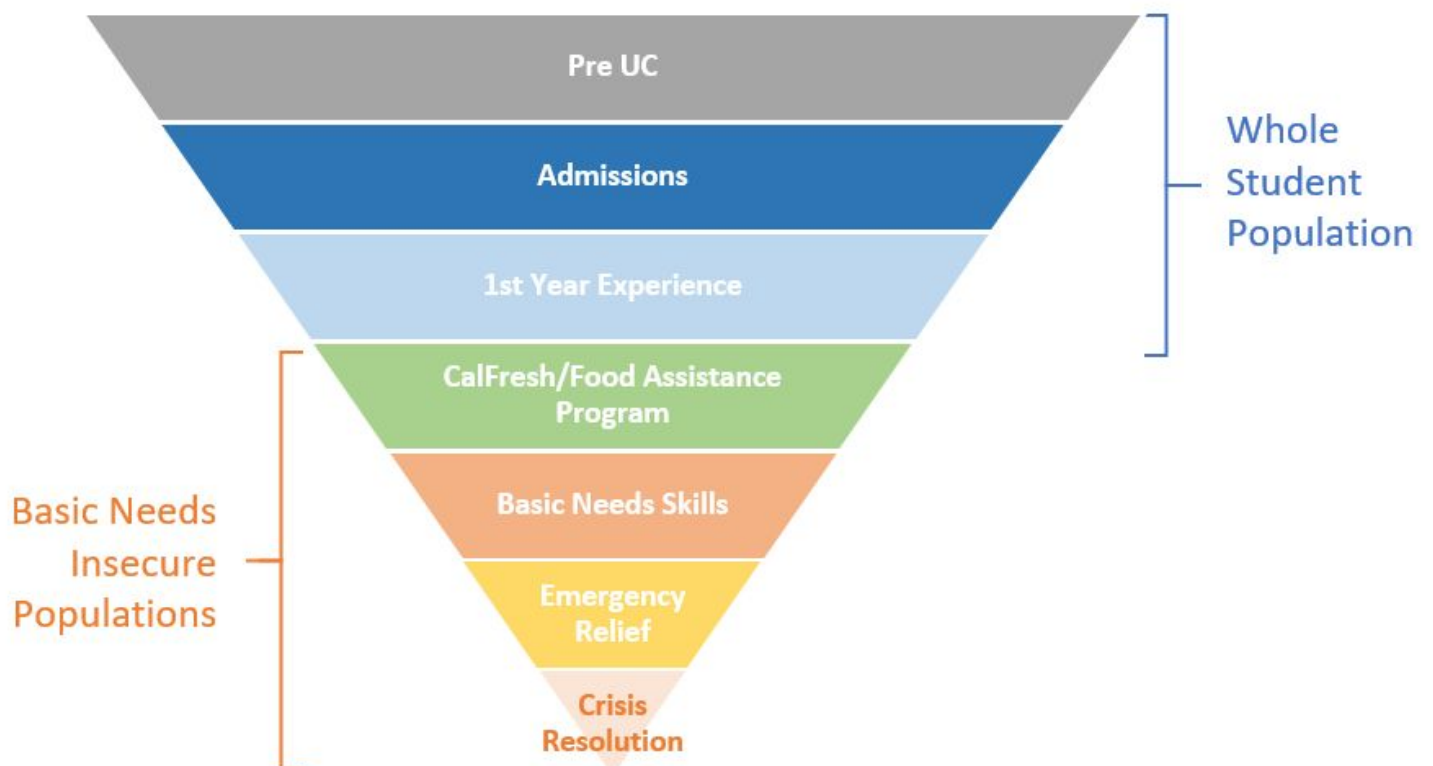 Pre UC
Admissions
1st Year Experience
CalFresh/Food Assistance
Program
Basic Needs Skills
Emergency
Relief
Crisis
Resolution
Whole
Student
Population
Basic Needs
Insecure
Populations